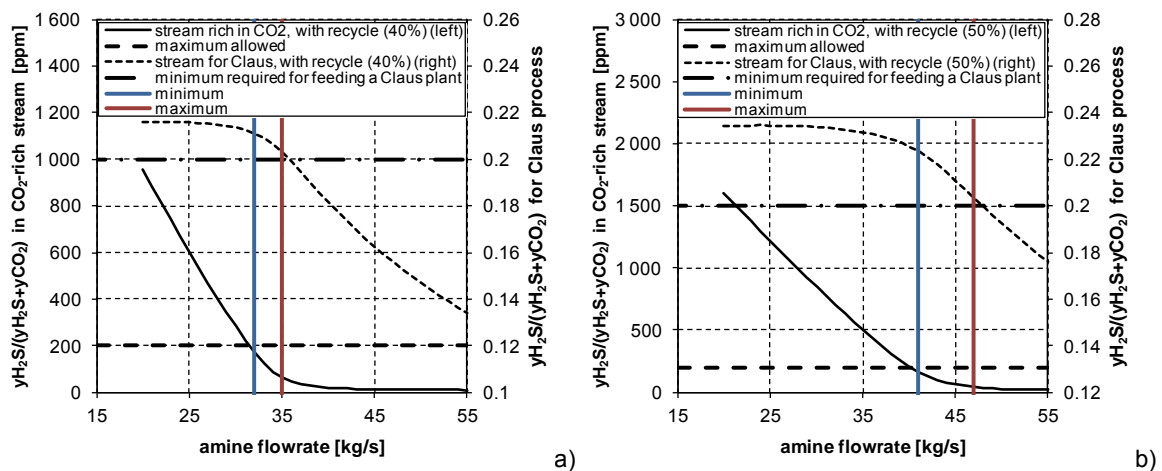 yH₂S/(yH₂S+yCO₂) in CO₂-rich stream [ppm]
1 600
1 400
1 200
1 000
800
600
400
200
0
stream rich in CO2, with recycle (40%) (left)
maximum allowed
stream for Claus, with recycle (40%) (right)
minimum required for feeding a Claus plant
minimum
maximum
0.26
0.24
0.22
0.2
0.18
0.16
0.14
0.12
0.1
yH₂S/(yH₂S+yCO₂) for Claus process
15 25 35 45 55
amine flowrate [kg/s]
a)
yH₂S/(yH₂S+yCO₂) in CO₂-rich stream [ppm]
3 000
2 500
2 000
1 500
1 000
500
0
stream rich in CO2, with recycle (50%) (left)
maximum allowed
stream for Claus, with recycle (50%) (right)
minimum required for feeding a Claus plant
minimum
maximum
0.28
0.26
0.24
0.22
0.20
0.18
0.16
0.14
0.12
yH₂S/(yH₂S+yCO₂) for Claus process
15 25 35 45 55
amine flowrate [kg/s]
b)